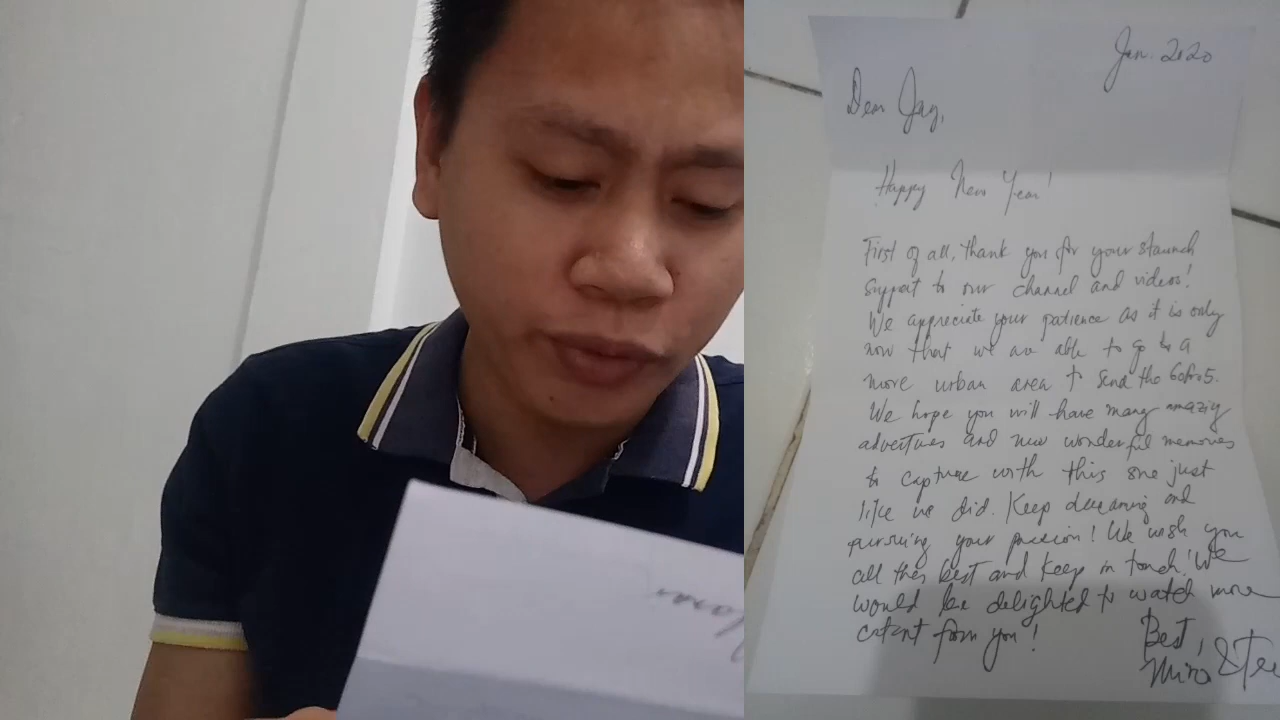 Jan. 2020
Dear Jay,
Happy New Year!
First of all, thank you for your staunch
support to our channel and videos!
We appreciate your patience as it is only
now that we are able to go to a
more urban area to send the GoPro5.
We hope you will have many amazing
adventures and new wonderful memories
to capture with this one just
like we did. Keep dreaming and
pursuing your passion! We wish you
all the best and keep in touch! We
would be delighted to watch more
content from you!
Best,